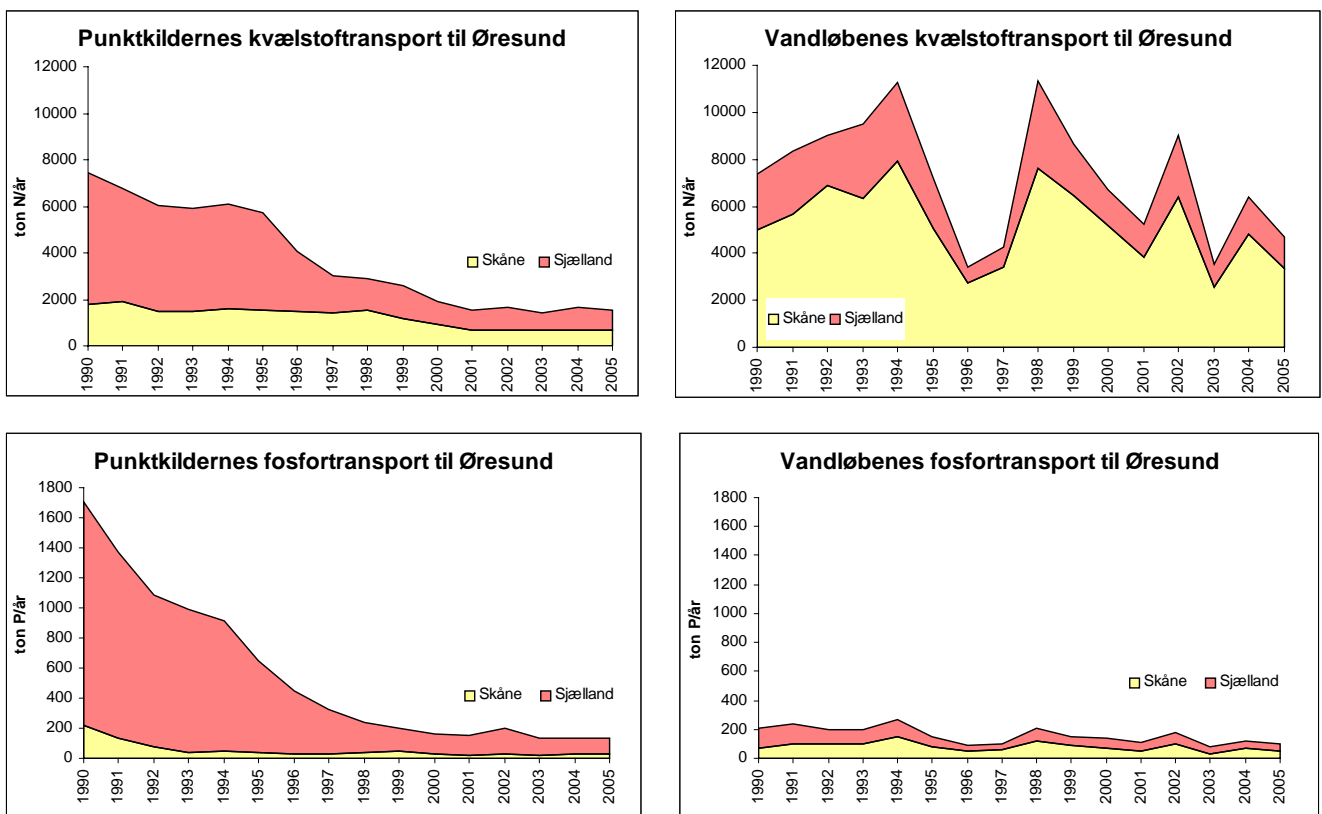 Punktkildernes kvælstoftransport til Øresund
12000
10000
8000
6000
4000
2000
0
ton N/år
Skåne Sjælland
1990 1991 1992 1993 1994 1995 1996 1997 1998 1999 2000 2001 2002 2003 2004 2005
Vandløbenes kvælstoftransport til Øresund
12000
10000
8000
6000
4000
2000
0
ton N/år
Skåne Sjælland
1990 1991 1992 1993 1994 1995 1996 1997 1998 1999 2000 2001 2002 2003 2004 2005
Punktkildernes fosfortransport til Øresund
1800
1600
1400
1200
1000
800
600
400
200
0
ton P/år
Skåne Sjælland
1990 1991 1992 1993 1994 1995 1996 1997 1998 1999 2000 2001 2002 2003 2004 2005
Vandløbenes fosfortransport til Øresund
1800
1600
1400
1200
1000
800
600
400
200
0
ton P/år
Skåne Sjælland
1990 1991 1992 1993 1994 1995 1996 1997 1998 1999 2000 2001 2002 2003 2004 2005